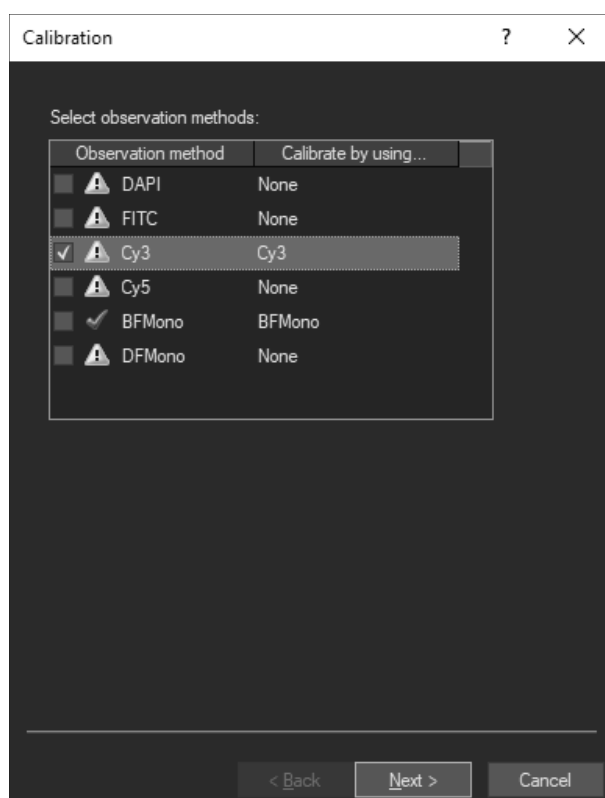 Calibration ?
Select observation methods:
Observation method Calibrate by using...
DAPI None
FITC None
Cy3 Cy3
Cy5 None
BFMono BFMono
DFMono None
< Back Next > Cancel